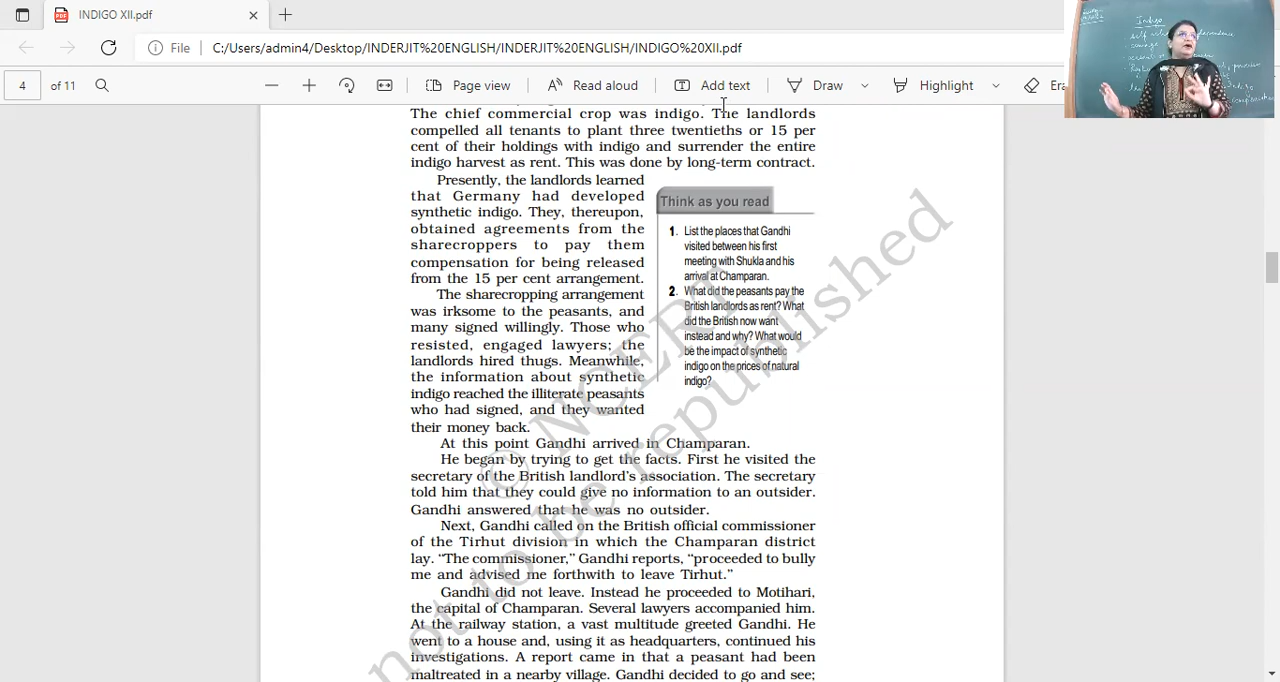 INDIGO XII.pdf
File C:/Users/admin4/Desktop/INDERJIT%20ENGLISH/INDERJIT%20ENGLISH/INDIGO%20XII.pdf
4 of 11 Page view Read aloud Add text Draw Highlight Era
Indigo
The chief commercial crop was indigo. The landlords
compelled all tenants to plant three twentieths or 15 per
cent of their holdings with indigo and surrender the entire
indigo harvest as rent. This was done by long-term contract.
Presently, the landlords learned
that Germany had developed
synthetic indigo. They, thereupon,
obtained agreements from the
sharecroppers to pay them
compensation for being released
from the 15 per cent arrangement.
The sharecropping arrangement
was irksome to the peasants, and
many signed willingly. Those who
resisted, engaged lawyers; the
landlords hired thugs. Meanwhile,
the information about synthetic
indigo reached the illiterate peasants
who had signed, and they wanted
their money back.
Think as you read
1. List the places that Gandhi
visited between his first
meeting with Shukla and his
arrival at Champaran.
2. What did the peasants pay the
British landlords as rent? What
did the British now want
instead and why? What would
be the impact of synthetic
indigo on the prices of natural
indigo?
At this point Gandhi arrived in Champaran.
He began by trying to get the facts. First he visited the
secretary of the British landlord's association. The secretary
told him that they could give no information to an outsider.
Gandhi answered that he was no outsider.
Next, Gandhi called on the British official commissioner
of the Tirhut division in which the Champaran district
lay. “The commissioner,” Gandhi reports, “proceeded to bully
me and advised me forthwith to leave Tirhut.”
Gandhi did not leave. Instead he proceeded to Motihari,
the capital of Champaran. Several lawyers accompanied him.
At the railway station, a vast multitude greeted Gandhi. He
went to a house and, using it as headquarters, continued his
investigations. A report came in that a peasant had been
maltreated in a nearby village. Gandhi decided to go and see;
© NCERT
not to be republished